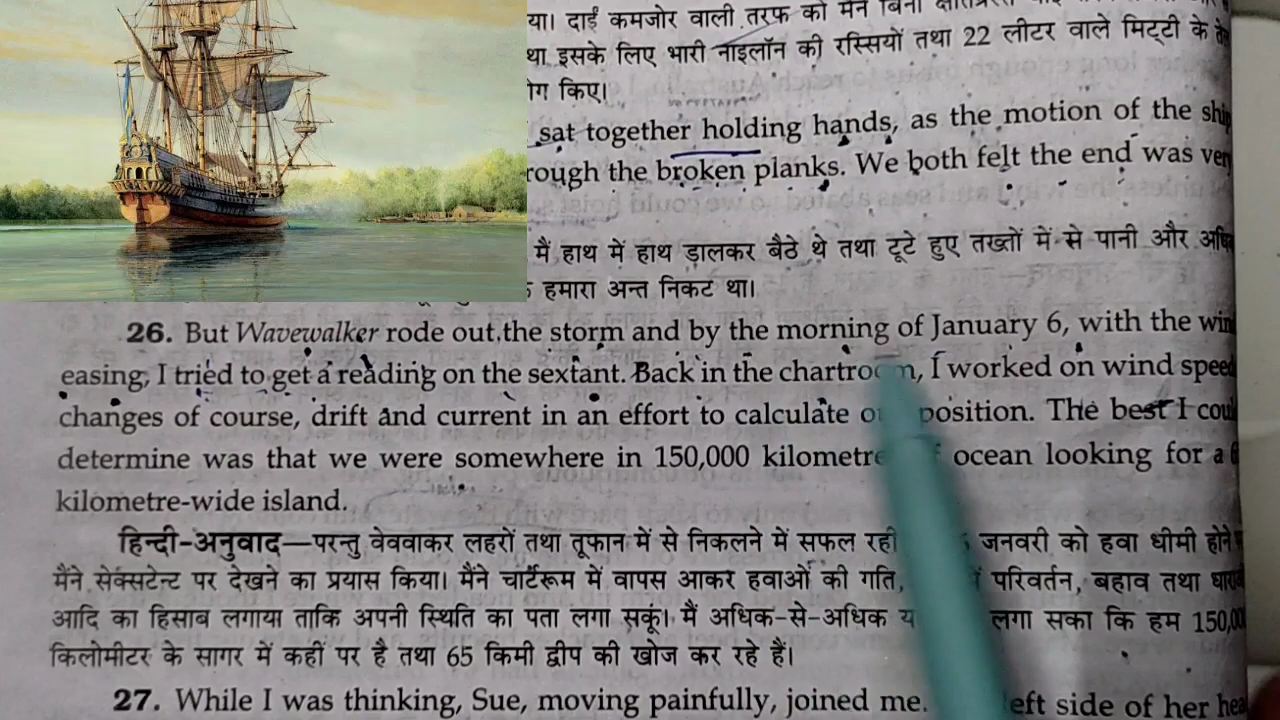 या। दाईं कमजोर वाली तरफ को मैंने बिना
था इसके लिए भारी नाइलॉन की रस्सियों तथा 22 लीटर वाले मिट्टी के
ोग किए।
sat together holding hands, as the motion of the ship
rough the broken planks. We both felt the end was very
मैं हाथ में हाथ डालकर बैठे थे तथा टूटे हुए तख्तों में से पानी और
हमारा अन्त निकट था।
26. But Wavewalker rode out the storm and by the morning of January 6, with the win
easing, I tried to get a reading on the sextant. Back in the chartroom, I worked on wind speed
changes of course, drift and current in an effort to calculate position. The best I coul
determine was that we were somewhere in 150,000 kilometre ocean looking for a 6
kilometre-wide island.
हिन्दी-अनुवाद—परन्तु वेववाकर लहरों तथा तूफान में से निकलने में सफल रही जनवरी को हवा धीमी होने
मैंने सेक्सटेन्ट पर देखने का प्रयास किया। मैंने चार्टरूम में वापस आकर हवाओं की गति, परिवर्तन, बहाव तथा
आदि का हिसाब लगाया ताकि अपनी स्थिति का पता लगा सकूं। मैं अधिक-से-अधिक य लगा सका कि हम 150,00
किलोमीटर के सागर में कहीं पर है तथा 65 किमी द्वीप की खोज कर रहे हैं।
27. While I was thinking, Sue, moving painfully, joined me. left side of her hea